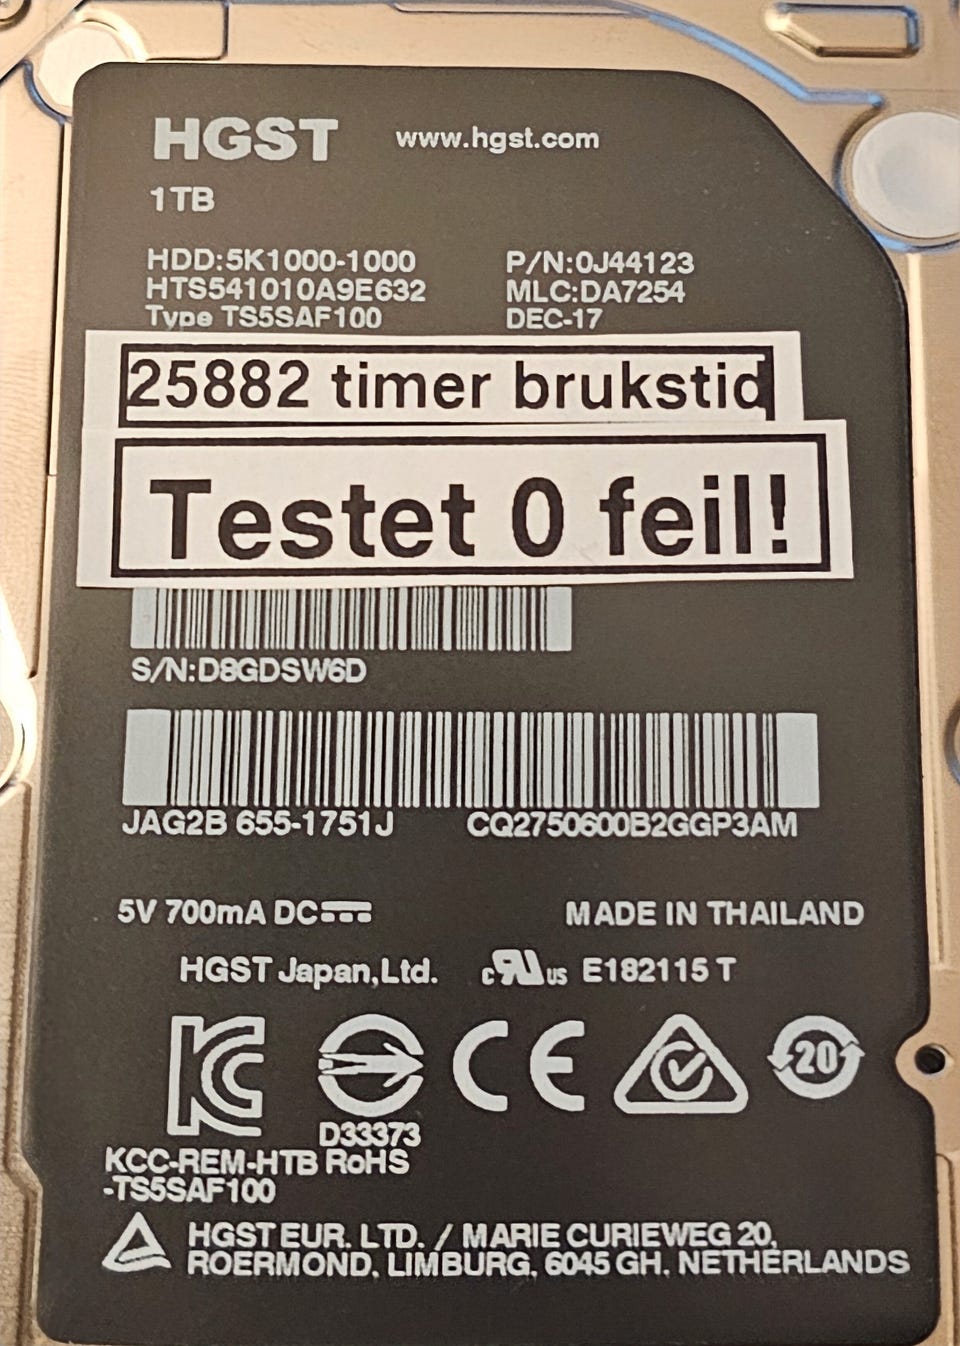 HGST www.hgst.com
1TB
HDD:5K1000-1000 P/N:0J44123
HTS541010A9E632 MLC:DA7254
Type TS5SAF100 DEC-17
25882 timer brukstid
Testet 0 feil!
S/N:D8GDSW6D
JAG2B 655-1751J CQ2750600B2GGP3AM
5V 700mA DC MADE IN THAILAND
HGST Japan,Ltd. c RU us E182115 T
20
D33373
KCC-REM-HTB RoHS
-TS5SAF100
HGST EUR. LTD. / MARIE CURIEWEG 20,
ROERMOND, LIMBURG, 6045 GH, NETHERLANDS